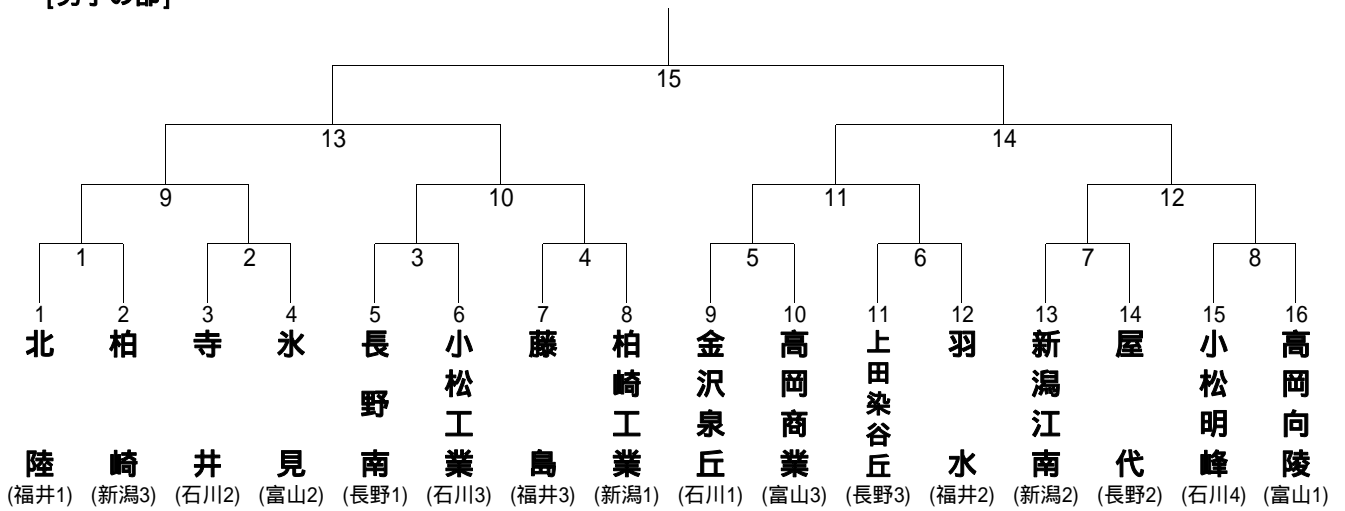 [男子の部]
15
13
14
9
10
11
12
1
2
3
4
5
6
7
8
1
2
3
4
5
6
7
8
9
10
11
12
13
14
15
16
北陸
柏崎
寺井
氷見
長野南
小松工業
藤島
柏崎工業
金沢泉丘
高岡商業
上田染谷丘
羽水
新潟江南
屋代
小松明峰
高岡向陵
(福井1)
(新潟3)
(石川2)
(富山2)
(長野1)
(石川3)
(福井3)
(新潟1)
(石川1)
(富山3)
(長野3)
(福井2)
(新潟2)
(長野2)
(石川4)
(富山1)